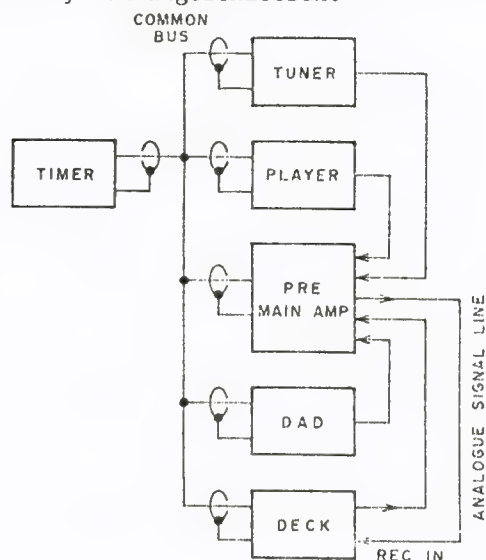 COMMON
BUS
TUNER
TIMER
PLAYER
PRE
MAIN AMP
DAD
DECK
REC IN
ANALOGUE SIGNAL LINE